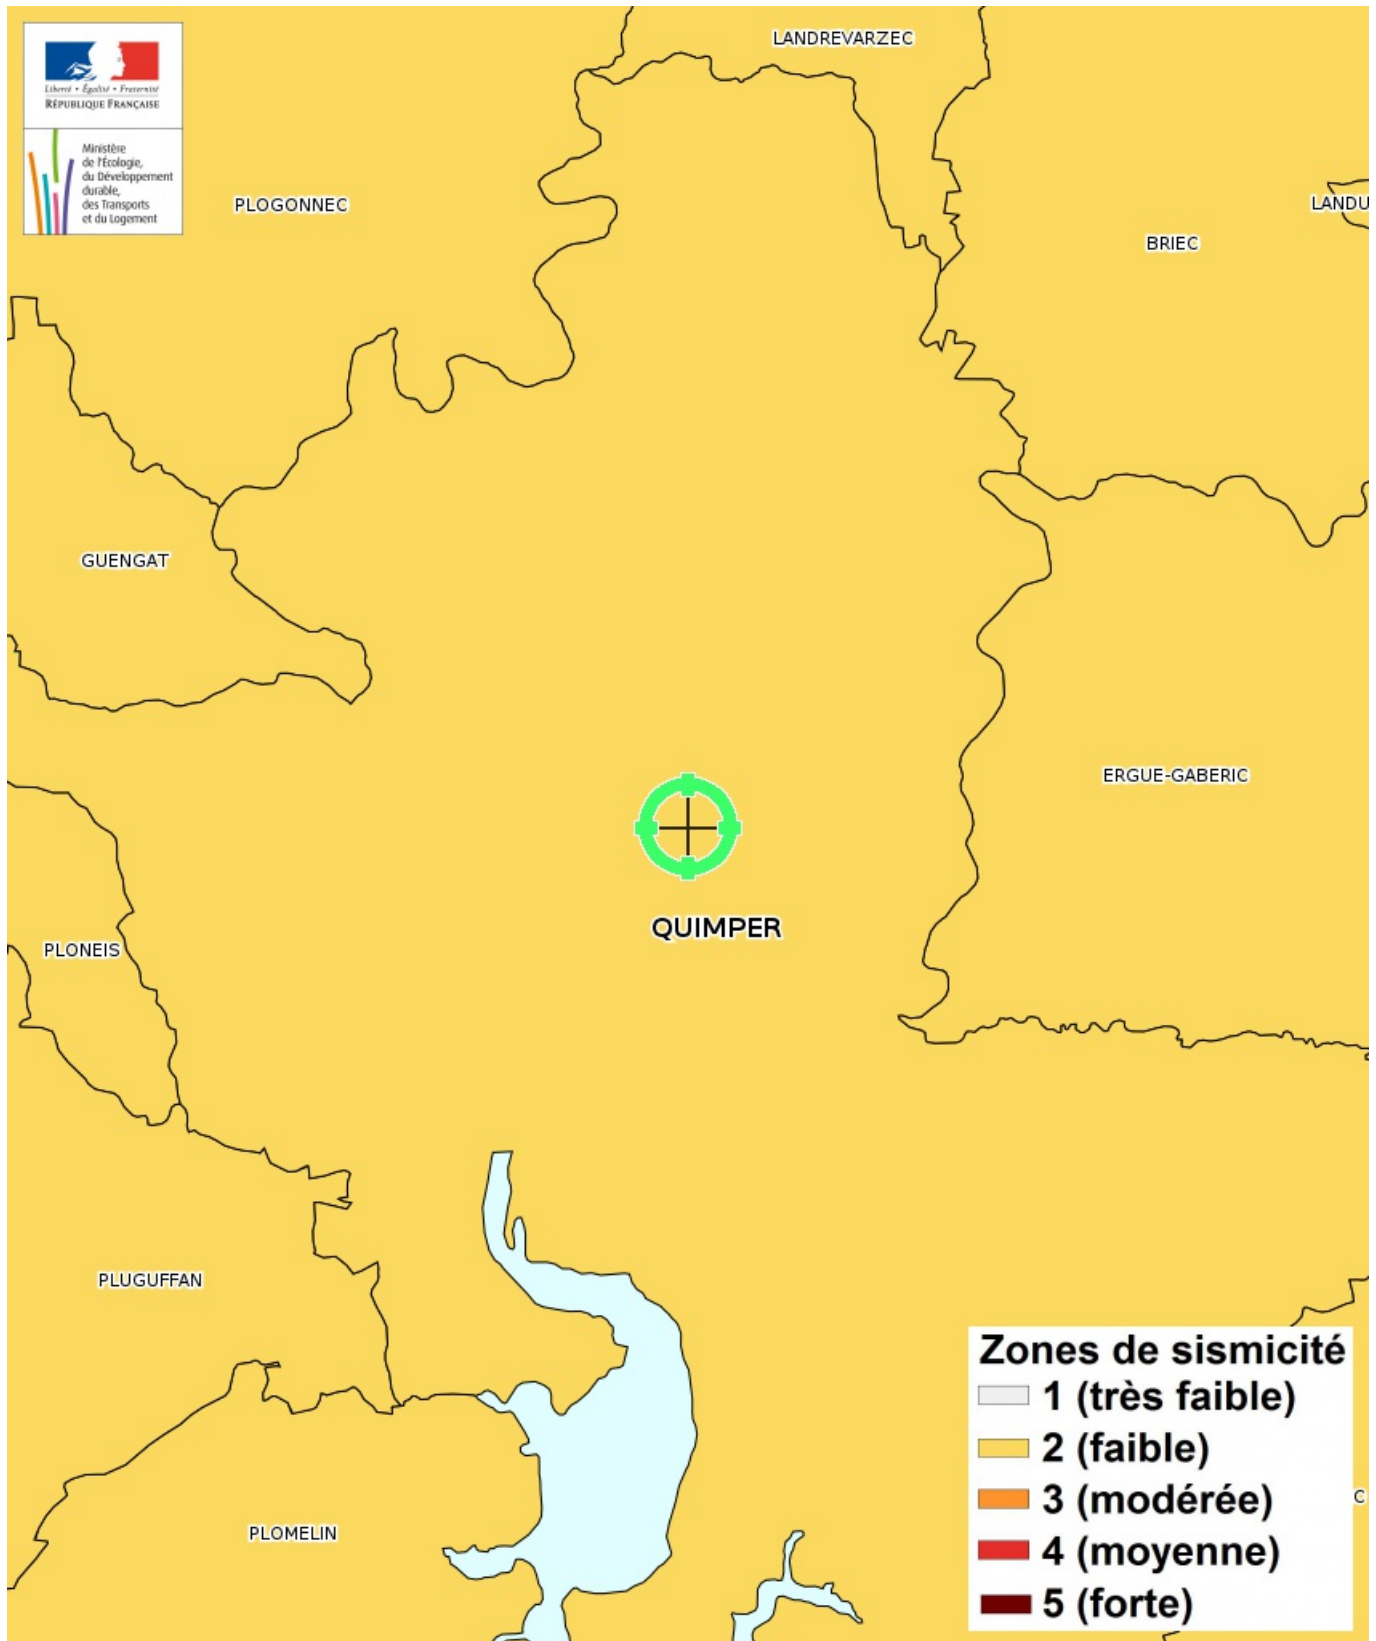 LANDREVARZEC
Liberté • Égalité • Fraternité
RÉPUBLIQUE FRANÇAISE
Ministère
de l'Écologie,
du Développement
durable,
des Transports
et du Logement
PLOGONNEC
LANDU
BRIEC
GUENGAT
ERGUE-GABERIC
QUIMPER
PLONEIS
PLUGUFFAN
Zones de sismicité
1 (très faible)
2 (faible)
3 (modérée)
C
PLOMELIN
4 (moyenne)
5 (forte)